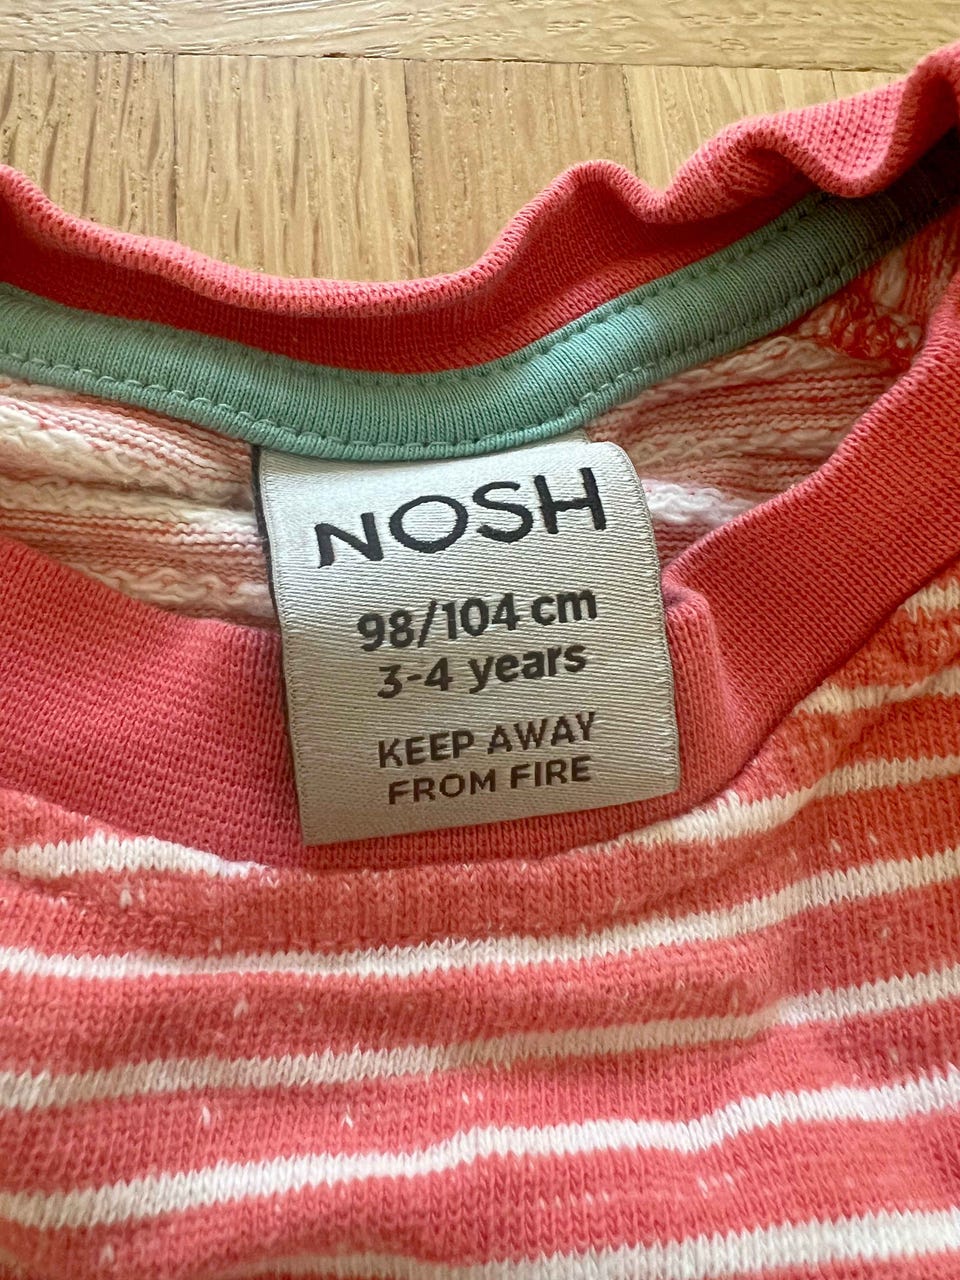 NOSH
98/104 cm
3-4 years
KEEP AWAY
FROM FIRE